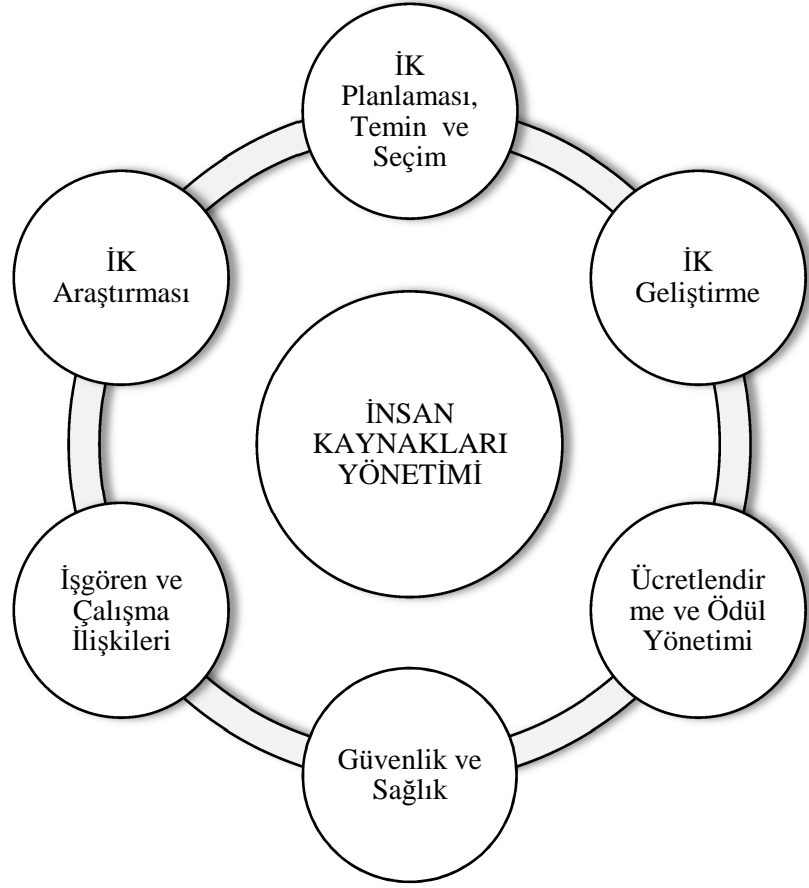 İK
Planlaması,
Temin ve
Seçim
İK
Geliştirme
Ücretlendir
me ve Ödül
Yönetimi
Güvenlik ve
Sağlık
İşgören ve
Çalışma
İlişkileri
İK
Araştırması
İNSAN
KAYNAKLARI
YÖNETİMİ